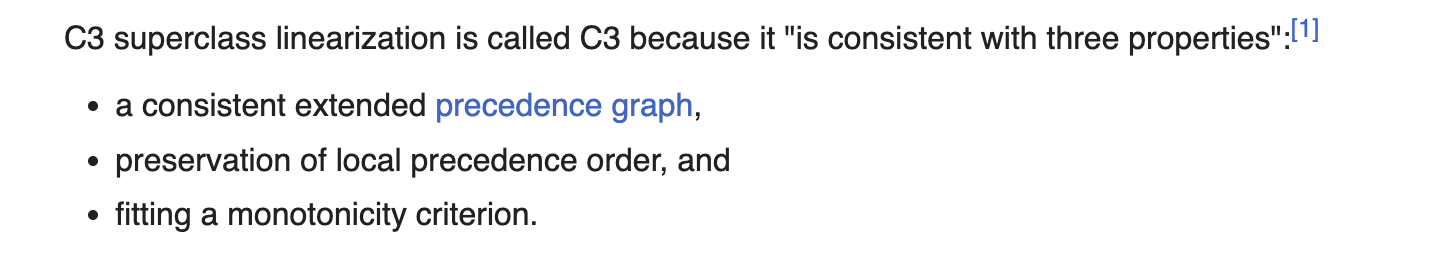 C3 superclass linearization is called C3 because it "is consistent with three properties":[1]
• a consistent extended precedence graph,
• preservation of local precedence order, and
• fitting a monotonicity criterion.